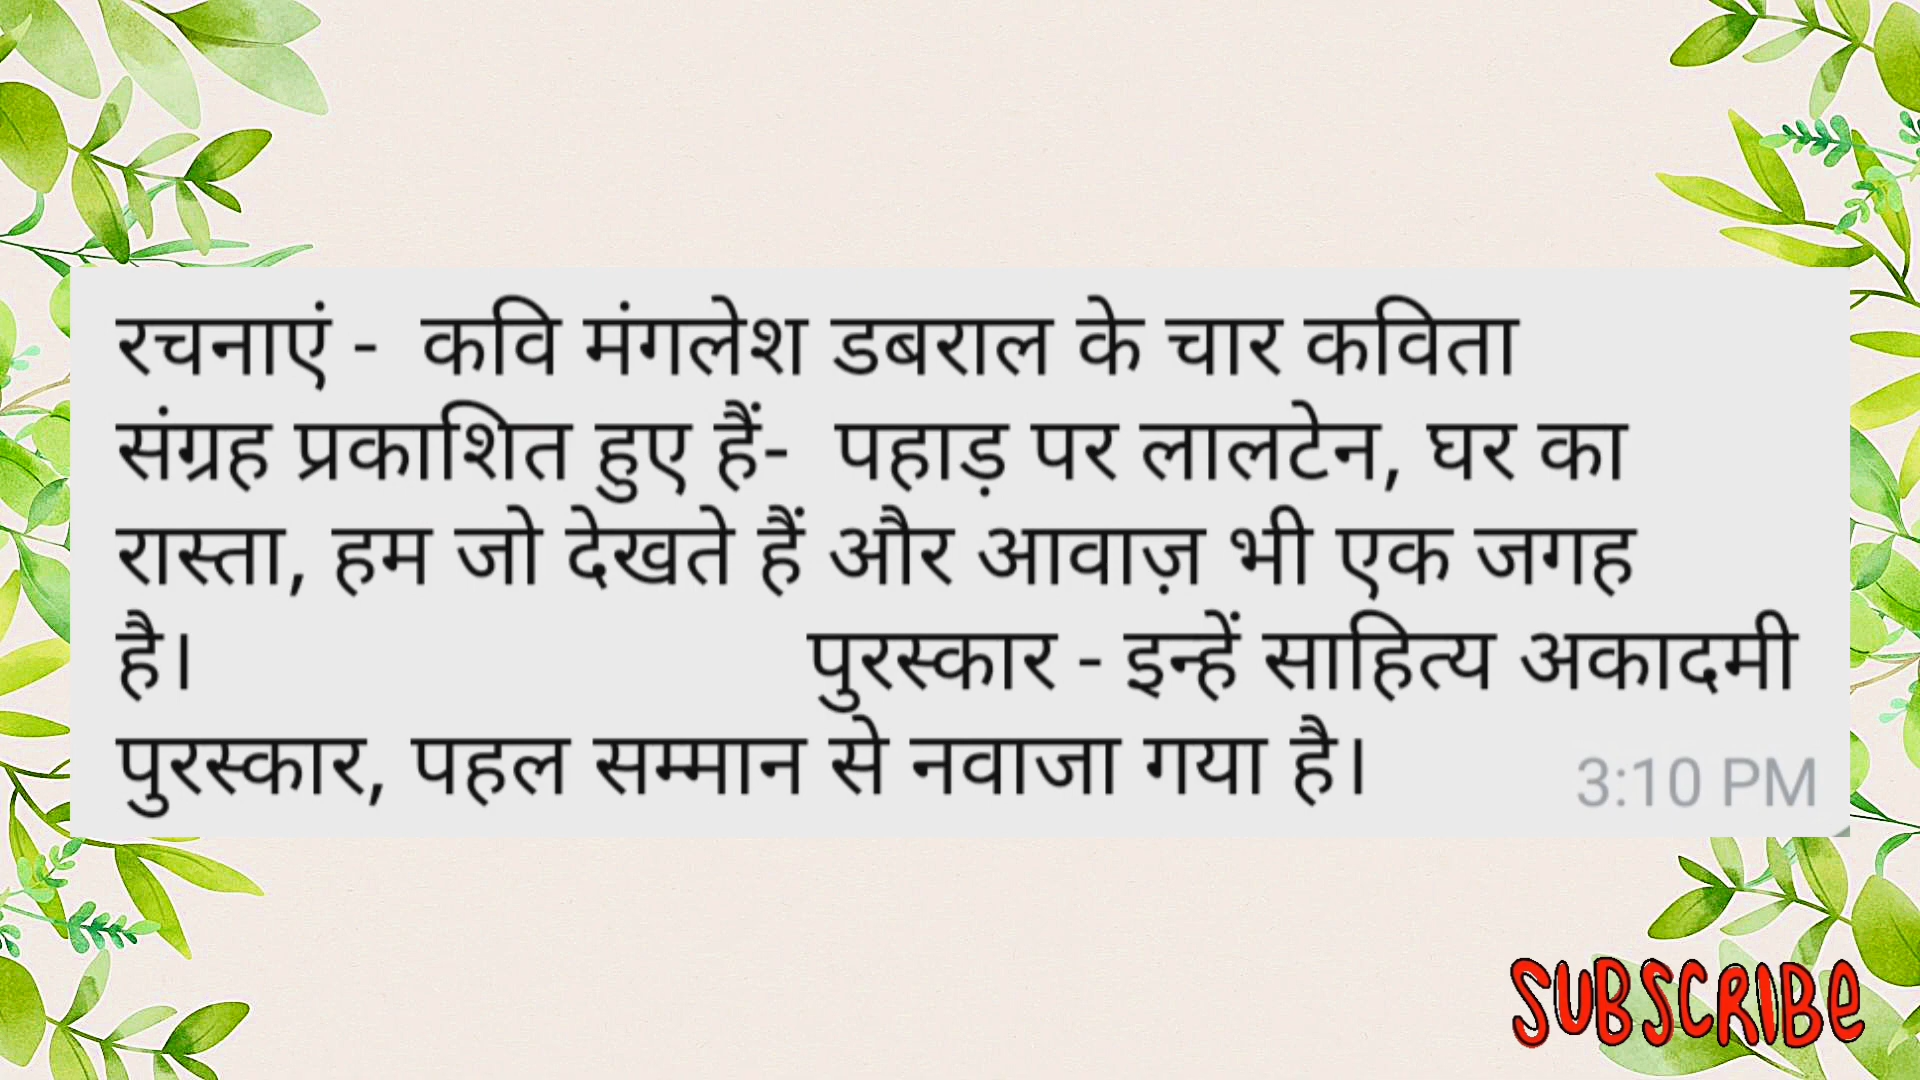 रचनाएं -  कवि मंगलेश डबराल के चार कविता
संग्रह प्रकाशित हुए हैं-  पहाड़ पर लालटेन, घर का
रास्ता, हम जो देखते हैं और आवाज़ भी एक जगह
है।                    पुरस्कार - इन्हें साहित्य अकादमी
पुरस्कार, पहल सम्मान से नवाजा गया है।
3:10 PM
SUBSCRIBe